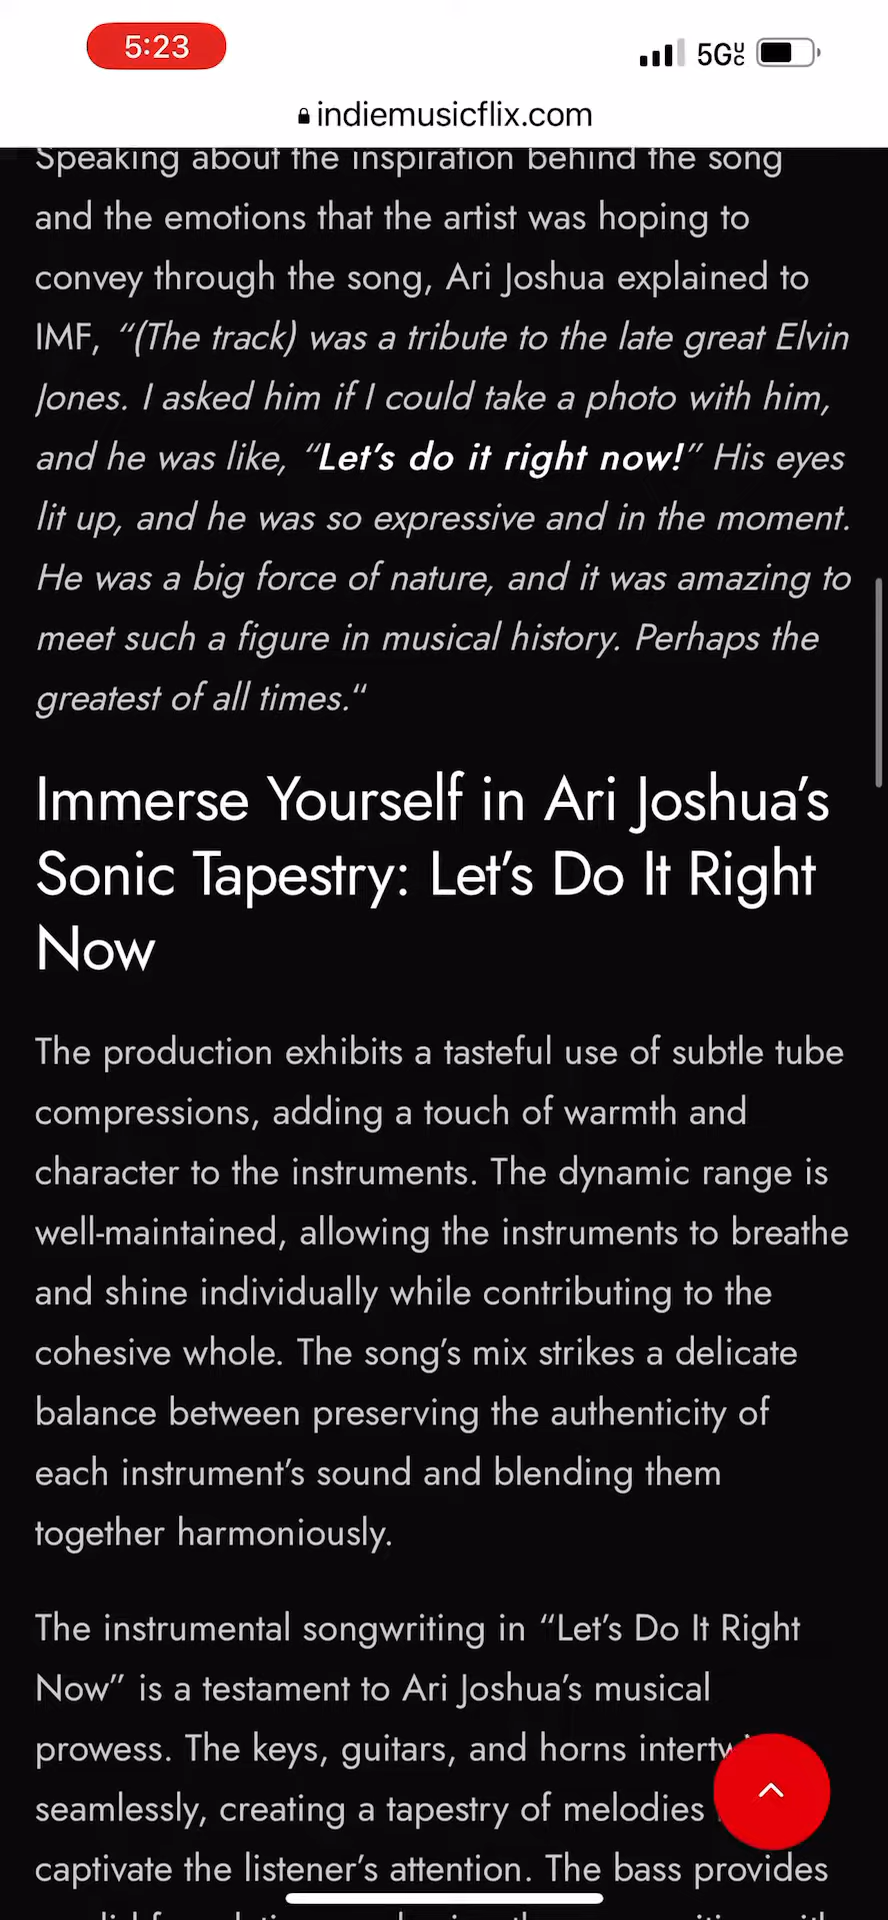 5:23
5G UC
indiemusicflix.com
Speaking about the inspiration behind the song
and the emotions that the artist was hoping to
convey through the song, Ari Joshua explained to
IMF, “(The track) was a tribute to the late great Elvin
Jones. I asked him if I could take a photo with him,
and he was like, “Let’s do it right now!” His eyes
lit up, and he was so expressive and in the moment.
He was a big force of nature, and it was amazing to
meet such a figure in musical history. Perhaps the
greatest of all times.“
Immerse Yourself in Ari Joshua’s
Sonic Tapestry: Let’s Do It Right
Now
The production exhibits a tasteful use of subtle tube
compressions, adding a touch of warmth and
character to the instruments. The dynamic range is
well-maintained, allowing the instruments to breathe
and shine individually while contributing to the
cohesive whole. The song’s mix strikes a delicate
balance between preserving the authenticity of
each instrument’s sound and blending them
together harmoniously.
The instrumental songwriting in “Let’s Do It Right
Now” is a testament to Ari Joshua’s musical
prowess. The keys, guitars, and horns
seamlessly, creating a tapestry of melodies
captivate the listener’s attention. The bass provides